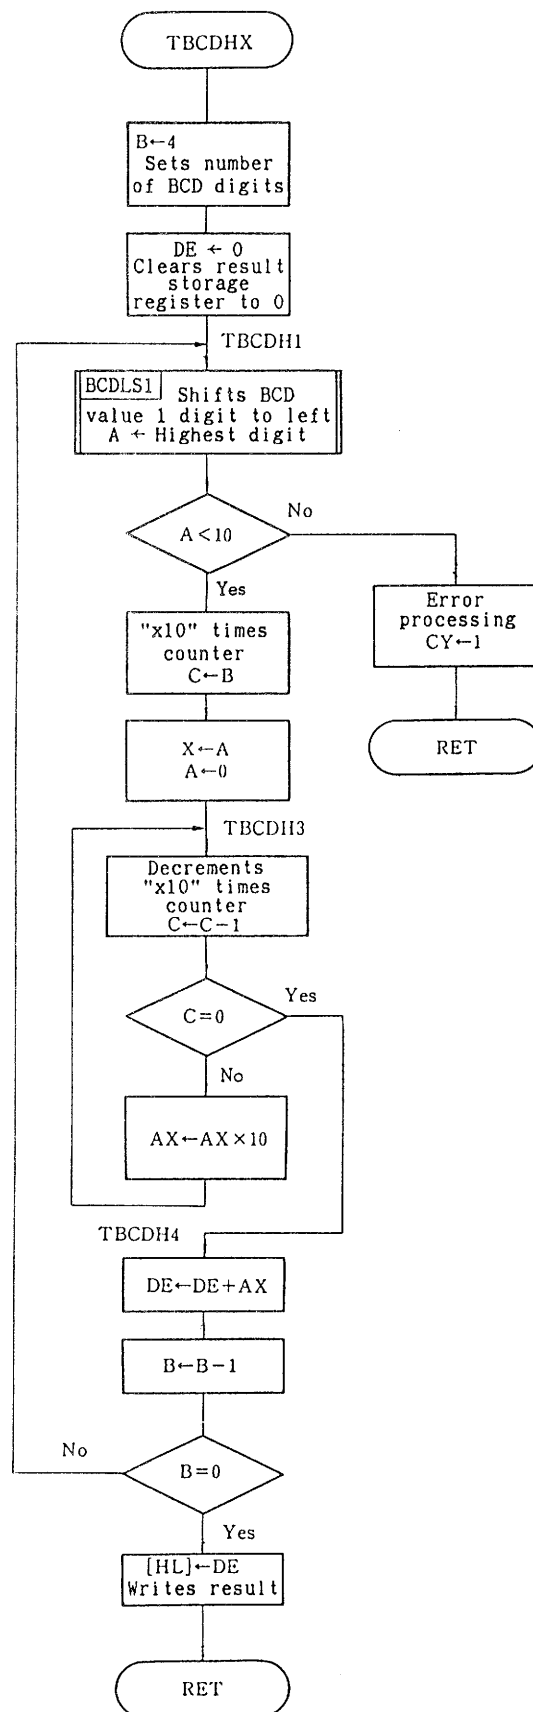 TBCDHX
B←4
Sets number
of BCD digits
DE ← 0
Clears result
storage
register to 0
TBCDH1
BCDLS1 Shifts BCD
value 1 digit to left
A ← Highest digit
No
A<10
Yes
Error
processing
CY←1
"x10" times
counter
C←B
RET
X←A
A←0
TBCDH3
Decrements
"x10" times
counter
C←C−1
Yes
C=0
No
AX←AX×10
TBCDH4
DE←DE+AX
B←B−1
No
B=0
Yes
[HL]←DE
Writes result
RET